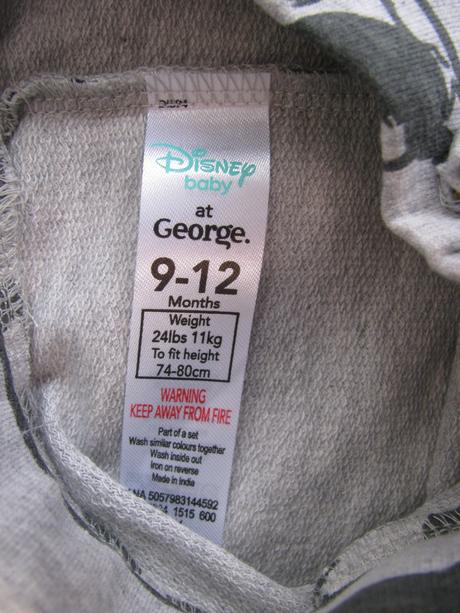 Disney
baby
at
George.
9-12
Months
Weight
24lbs 11kg
To fit height
74-80cm
WARNING
KEEP AWAY FROM FIRE
Part of a set
Wash similar colours together
Wash inside out
Iron on reverse
Made in India
5057983144592
1515 600